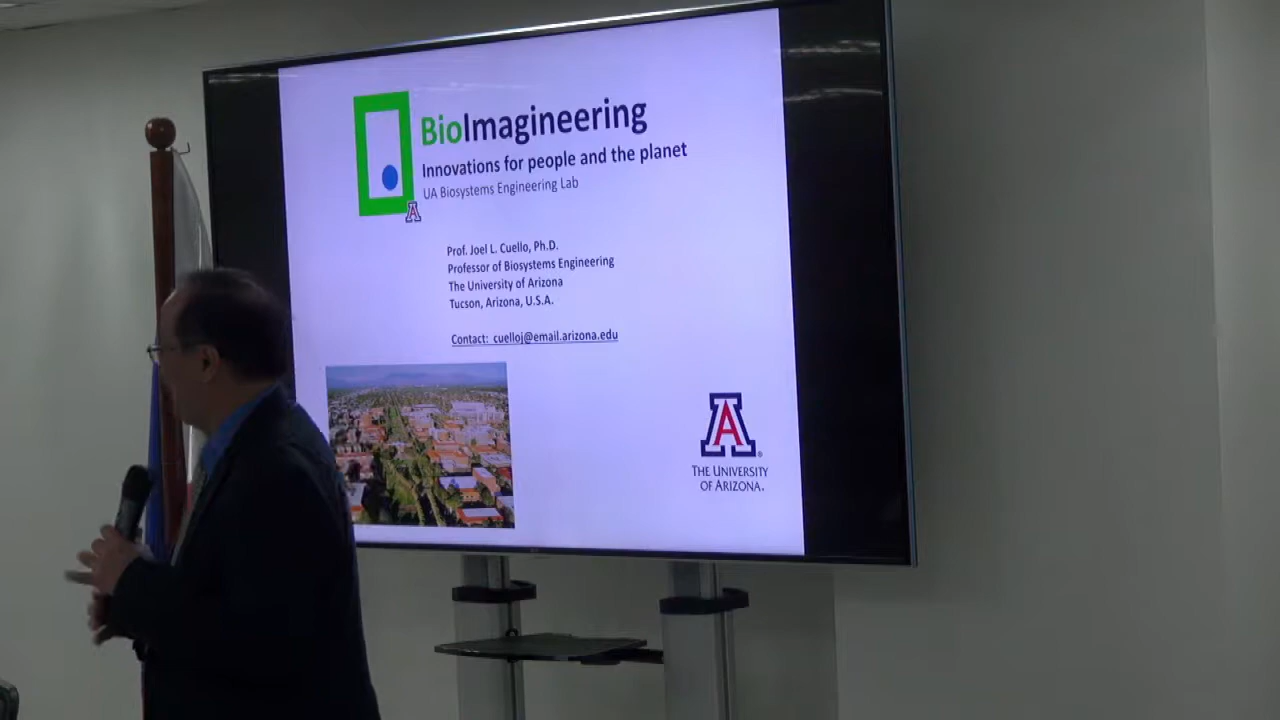 BioImagineering
Innovations for people and the planet
UA Biosystems Engineering Lab
A
Prof. Joel L. Cuello, Ph.D.
Professor of Biosystems Engineering
The University of Arizona
Tucson, Arizona, U.S.A.
Contact: cuelloj@email.arizona.edu
A
THE UNIVERSITY
OF ARIZONA.